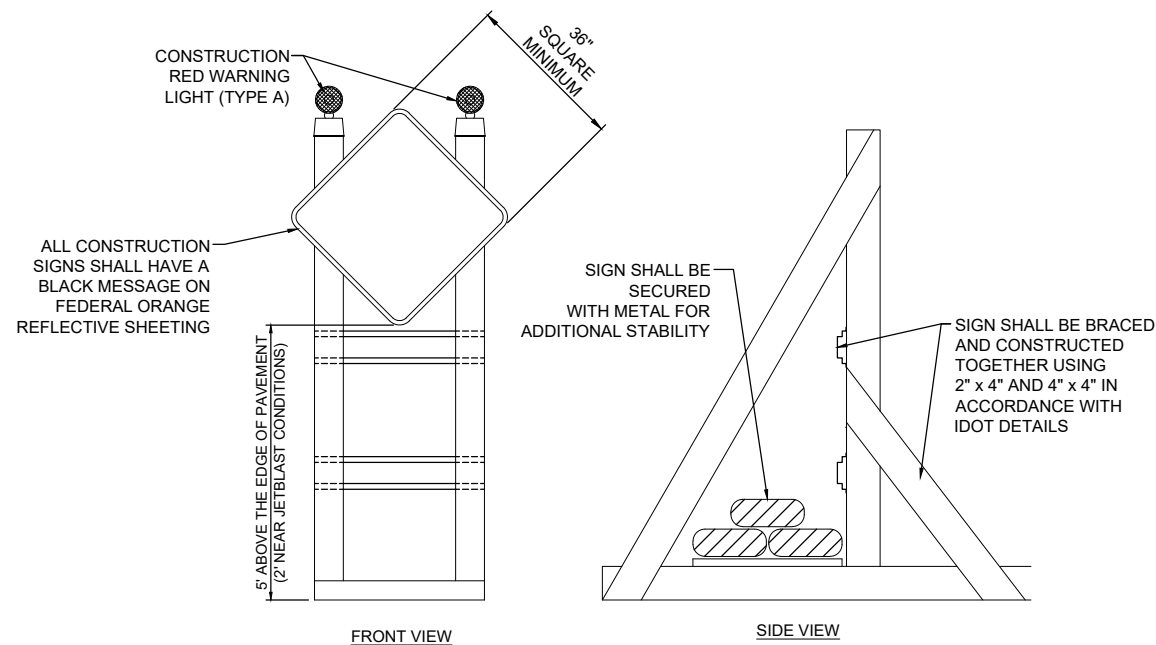 36"
SQUARE
MINIMUM
CONSTRUCTION
RED WARNING
LIGHT (TYPE A)
ALL CONSTRUCTION
SIGNS SHALL HAVE A
BLACK MESSAGE ON
FEDERAL ORANGE
REFLECTIVE SHEETING
5' ABOVE THE EDGE OF PAVEMENT
(2' NEAR JETBLAST CONDITIONS)
FRONT VIEW
SIGN SHALL BE
SECURED
WITH METAL FOR
ADDITIONAL STABILITY
SIGN SHALL BE BRACED
AND CONSTRUCTED
TOGETHER USING
2" x 4" AND 4" x 4" IN
ACCORDANCE WITH
IDOT DETAILS
SIDE VIEW